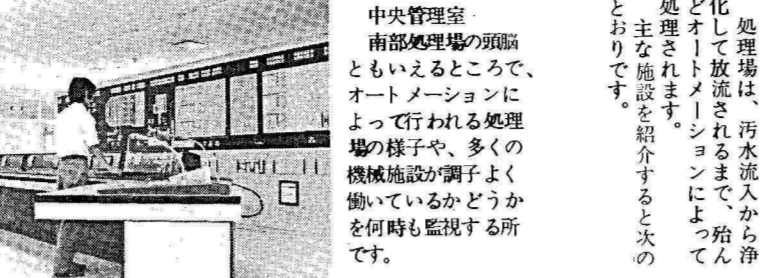 処理場は、汚水流入から浄
化して放流されるまで、殆ん
どオートメーションによって
処理されます。
主な施設を紹介すると次の
とおりです。
中央管理室
南部処理場の頭脳
ともいえるところで、
オートメーションに
よって行われる処理
場の様子や、多くの
機械施設が調子よく
働いているかどうか
を何時も監視する所
です。